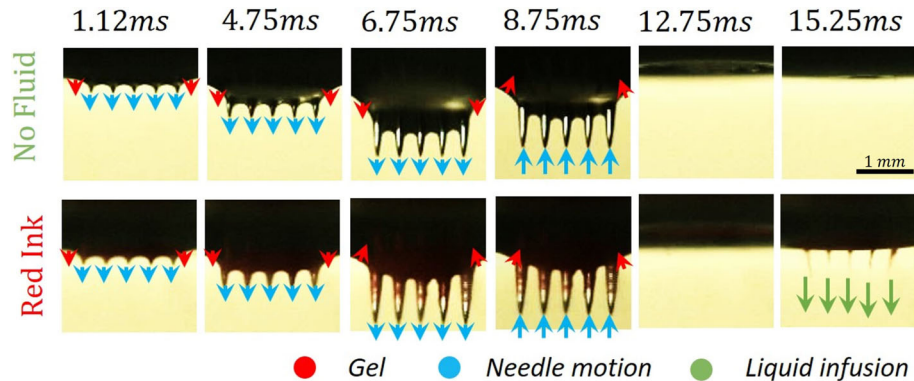 1.12ms 4.75ms 6.75ms 8.75ms 12.75ms 15.25ms
No Fluid
1 mm
Red Ink
Gel Needle motion Liquid infusion